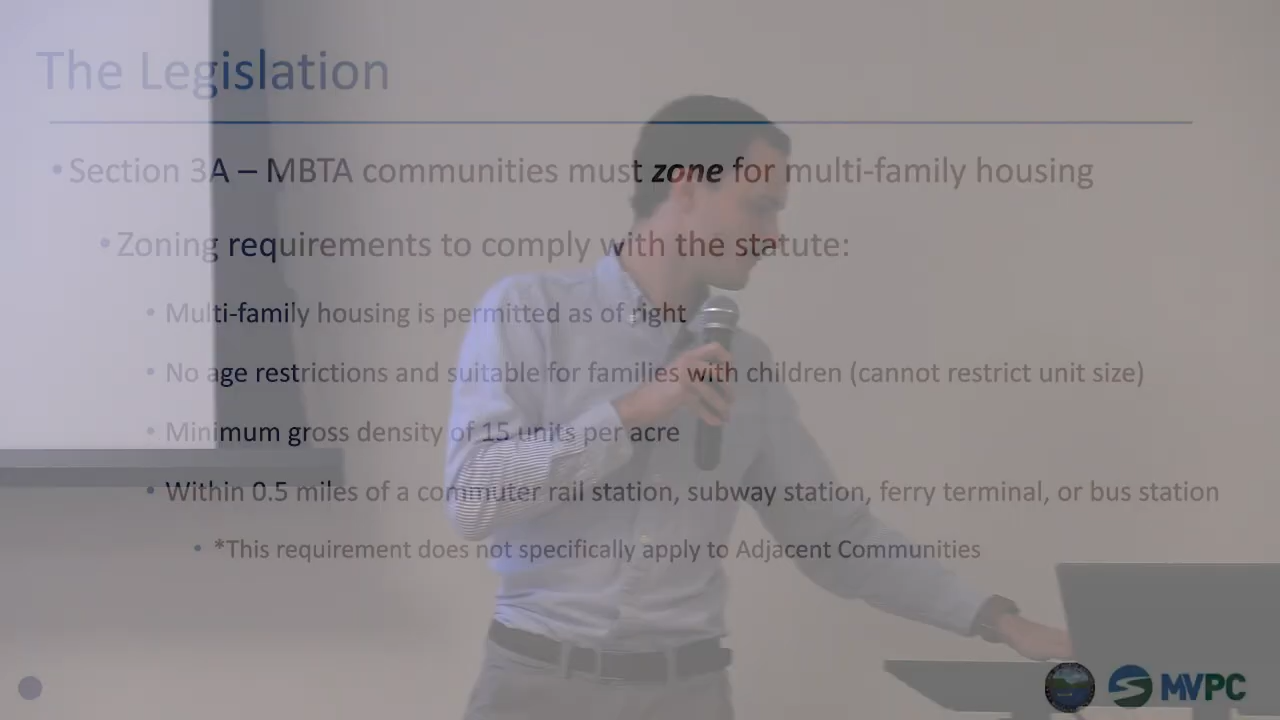 The Legislation
• Section 3A – MBTA communities must zone for multi-family housing
• Zoning requirements to comply with the statute:
• Multi-family housing is permitted as of right
• No age restrictions and suitable for families with children (cannot restrict unit size)
• Minimum gross density of 15 units per acre
• Within 0.5 miles of a commuter rail station, subway station, ferry terminal, or bus station
• *This requirement does not specifically apply to Adjacent Communities
MVPC